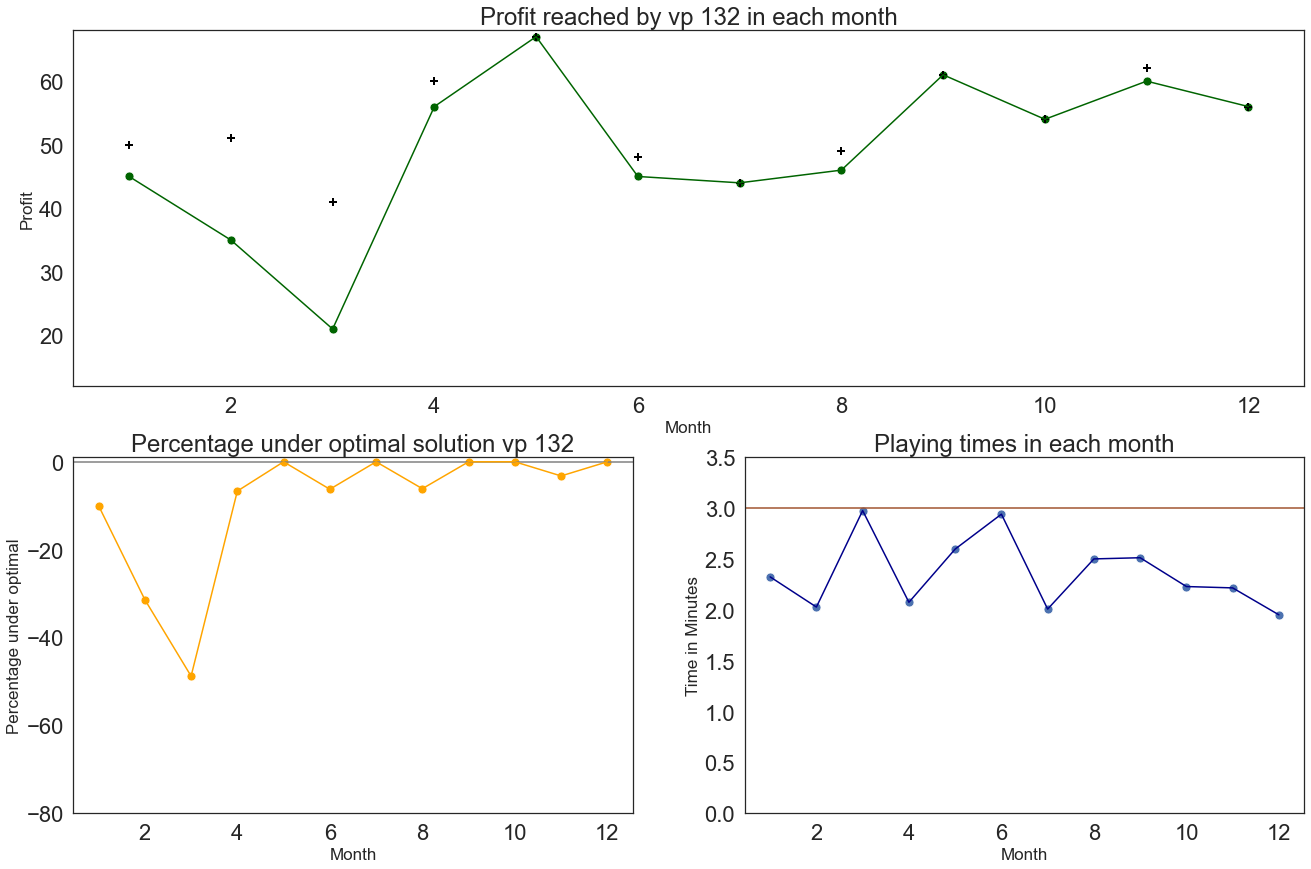 Profit reached by vp 132 in each month
60
50
40
30
20
Profit
2 4 6 8 10 12
Month
Percentage under optimal solution vp 132
0
−20
−40
−60
−80
Percentage under optimal
2 4 6 8 10 12
Month
Playing times in each month
3.5
3.0
2.5
2.0
1.5
1.0
0.5
0.0
Time in Minutes
2 4 6 8 10 12
Month